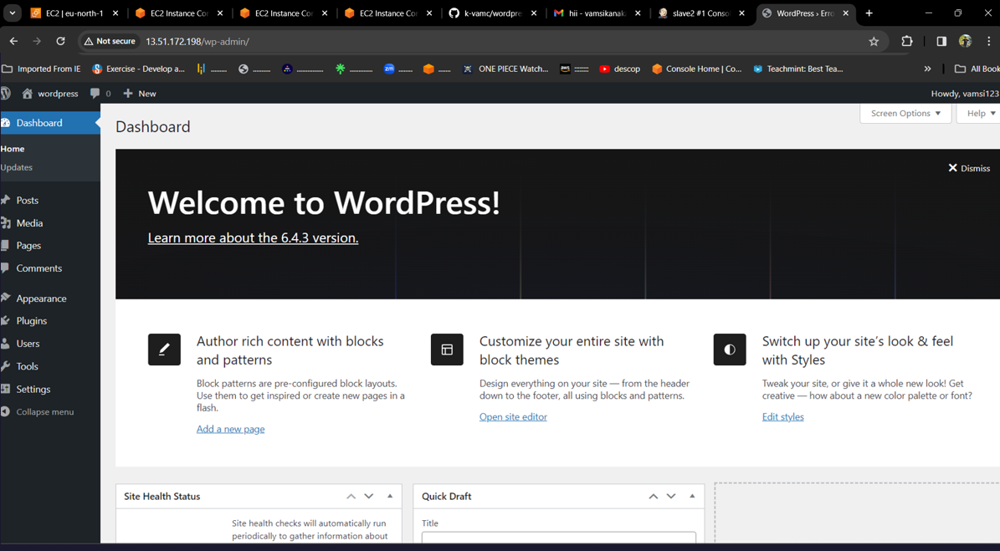 EC2 | eu-north-1
EC2 Instance Con
EC2 Instance Con
EC2 Instance Con
k-vamc/wordpre
hii - vamsikanaka
slave2 #1 Conso
WordPress › Erro
Not secure
13.51.172.198/wp-admin/
Imported From IE
Exercise - Develop a...
.........
..........
...............
.............
zm
........
.......
ONE PIECE Watch...
aws
descop
Console Home | Co...
Teachmint: Best Tea...
»
All Book
wordpress
0
New
Howdy, vamsi123
Dashboard
Home
Updates
Posts
Media
Pages
Comments
Appearance
Plugins
Users
Tools
Settings
Collapse menu
Screen Options
Help
Dashboard
Dismiss
Welcome to WordPress!
Learn more about the 6.4.3 version.
Author rich content with blocks
and patterns
Block patterns are pre-configured block layouts.
Use them to get inspired or create new pages in a
flash.
Add a new page
Customize your entire site with
block themes
Design everything on your site — from the header
down to the footer, all using blocks and patterns.
Open site editor
Switch up your site’s look & feel
with Styles
Tweak your site, or give it a whole new look! Get
creative — how about a new color palette or font?
Edit styles
Site Health Status
Site health checks will automatically run
periodically to gather information about
Quick Draft
Title